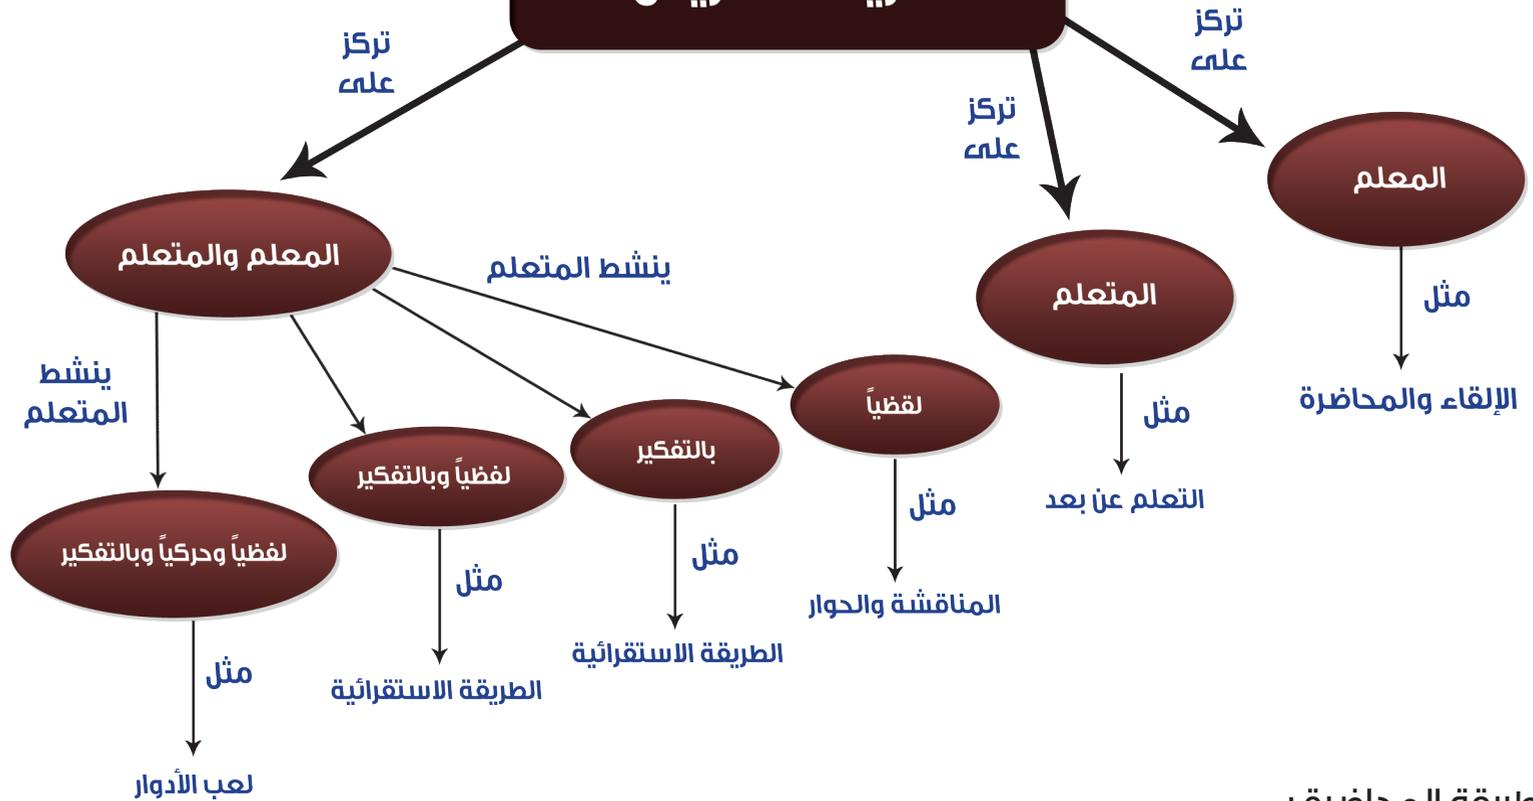 تركز
على
تركز
على
تركز
على
المعلم
المتعلم
المعلم والمتعلم
مثل
الإلقاء والمحاضرة
مثل
التعلم عن بعد
ينشط المتعلم
ينشط
المتعلم
لقظياً
بالتفكير
لفظياً وبالتفكير
لفظياً وحركياً وبالتفكير
مثل
المناقشة والحوار
مثل
الطريقة الاستقرائية
مثل
الطريقة الاستقرائية
مثل
لعب الأدوار